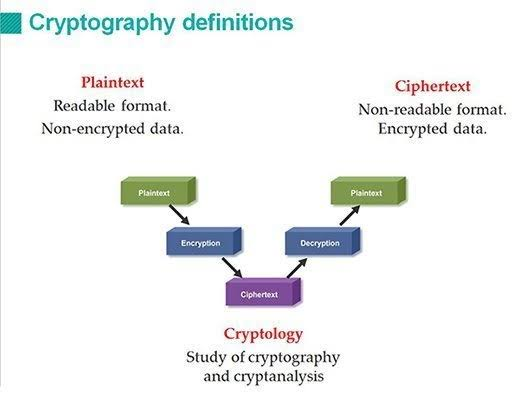 Cryptography definitions
Plaintext
Readable format.
Non-encrypted data.
Ciphertext
Non-readable format.
Encrypted data.
Plaintext
Plaintext
Encryption
Decryption
Ciphertext
Cryptology
Study of cryptography
and cryptanalysis